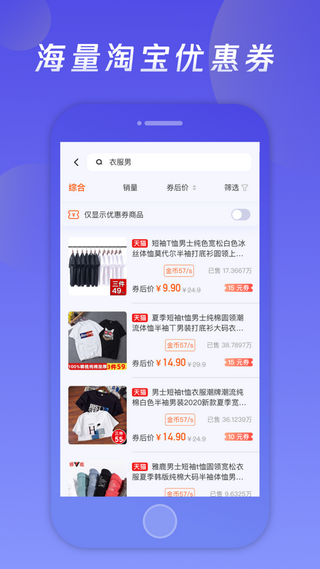 海量淘宝优惠券
衣服男
综合 销量 券后价 筛选
仅显示优惠券商品
天猫 短袖T恤男士纯色宽松白色冰
丝体恤莫代尔半袖打底衫圆领上...
金币57/s 已售 17.3667万
券后价 ¥ 9.90 ¥24.9 15 元券
三件
49
天猫 夏季短袖t恤男士纯棉圆领潮
流体恤半袖丅男装打底衫大码衣...
金币57/s 已售 38.7897万
券后价 ¥ 14.90 ¥29.9 15 元券
1件59
天猫 男士短袖t恤衣服潮牌潮流纯
棉白色半袖男装2020新款夏季宽...
金币57/s 已售 36.1239万
券后价 ¥ 14.90 ¥29.9 15 元券
55
天猫 雅鹿男士短袖t恤圆领宽松衣
服夏季韩版纯棉大码半袖体恤男...
金币57/s 已售 9.6325万